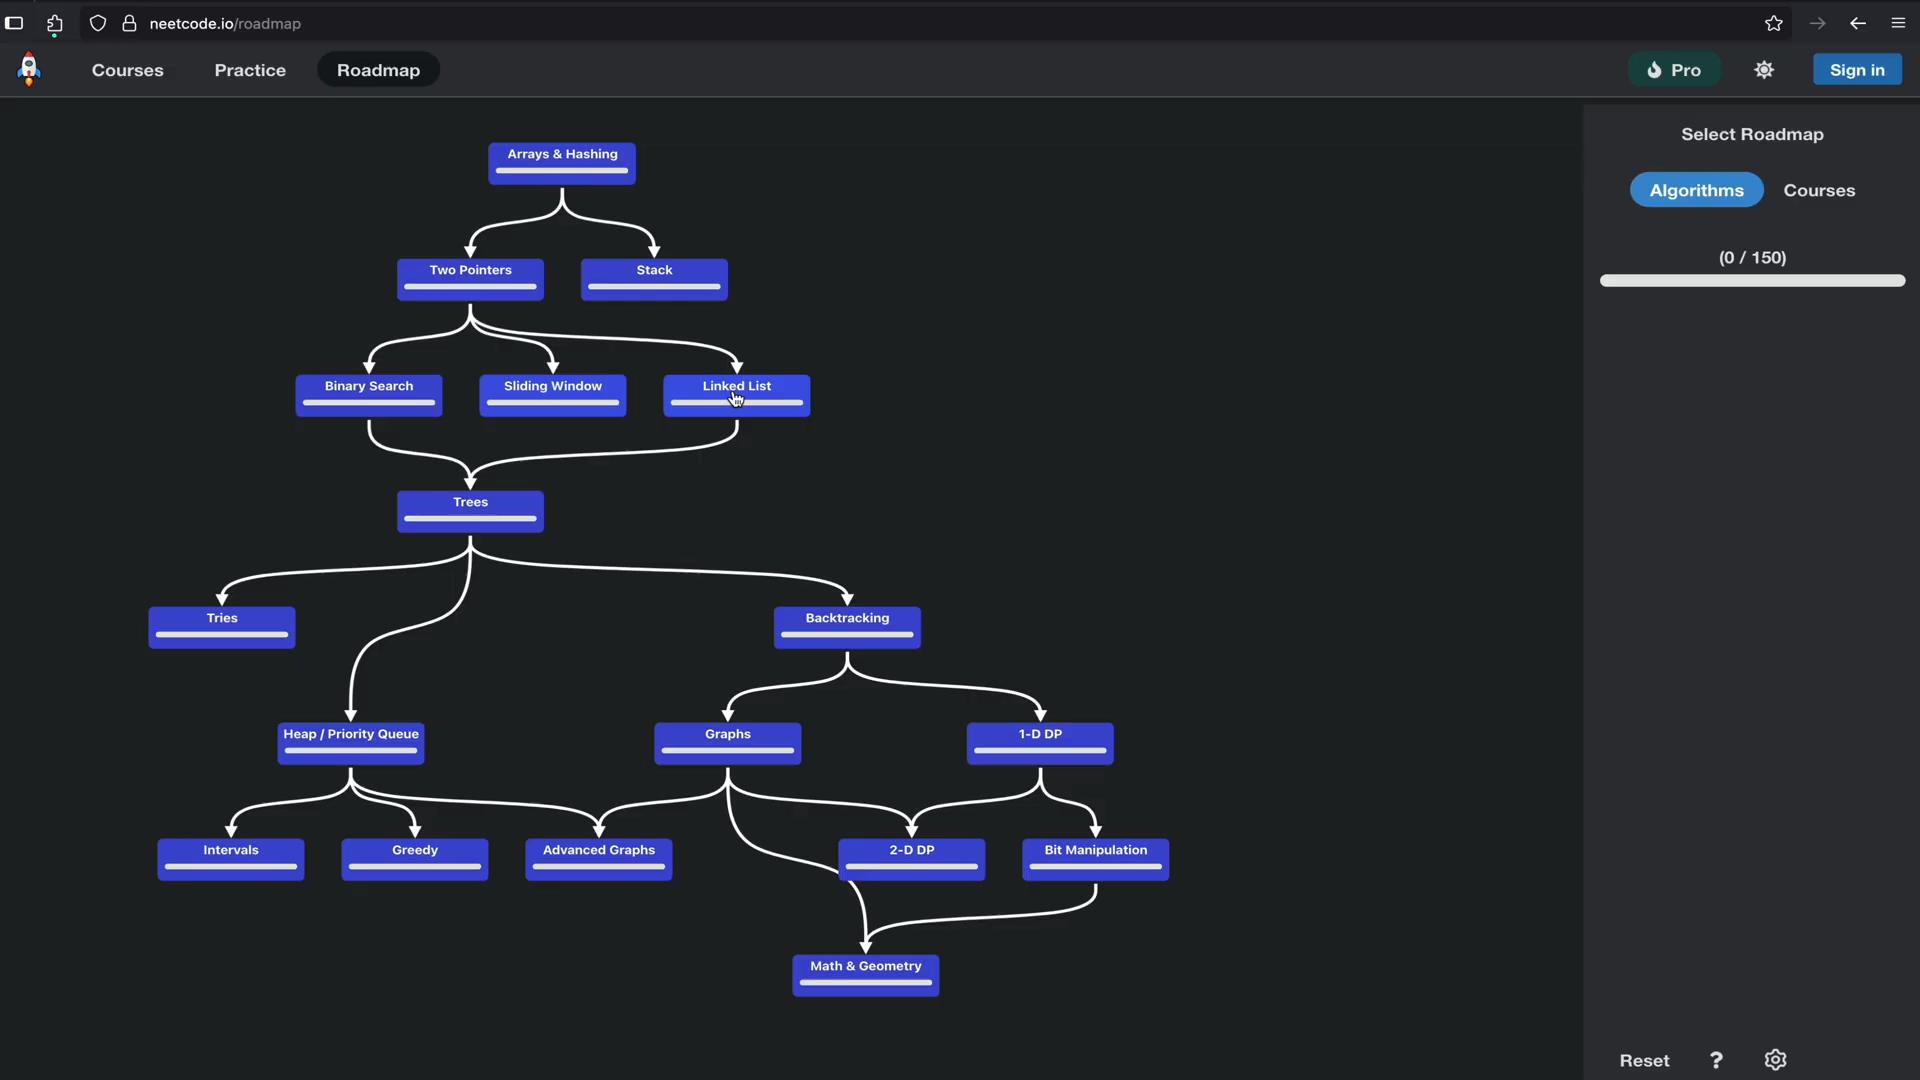 neetcode.io/roadmap
Courses
Practice
Roadmap
Pro
Sign in
Select Roadmap
Algorithms
Courses
(0 / 150)
Arrays & Hashing
Two Pointers
Stack
Binary Search
Sliding Window
Linked List
Trees
Tries
Backtracking
Heap / Priority Queue
Graphs
1-D DP
Intervals
Greedy
Advanced Graphs
2-D DP
Bit Manipulation
Math & Geometry
Reset
?